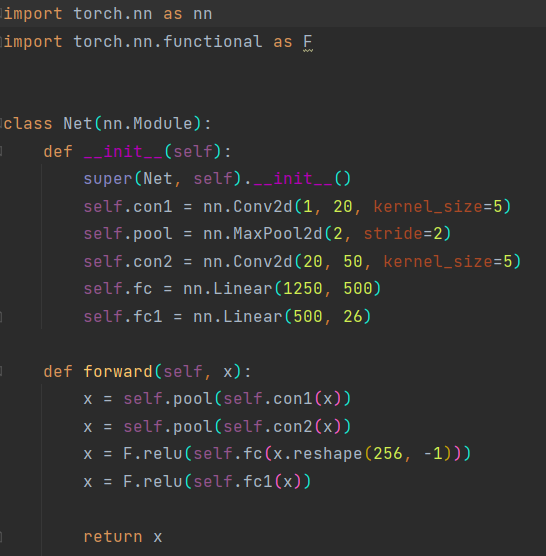 import torch.nn as nn
import torch.nn.functional as F
class Net(nn.Module):
    def __init__(self):
        super(Net, self).__init__()
        self.con1 = nn.Conv2d(1, 20, kernel_size=5)
        self.pool = nn.MaxPool2d(2, stride=2)
        self.con2 = nn.Conv2d(20, 50, kernel_size=5)
        self.fc = nn.Linear(1250, 500)
        self.fc1 = nn.Linear(500, 26)
    def forward(self, x):
        x = self.pool(self.con1(x))
        x = self.pool(self.con2(x))
        x = F.relu(self.fc(x.reshape(256, -1)))
        x = F.relu(self.fc1(x))
        return x